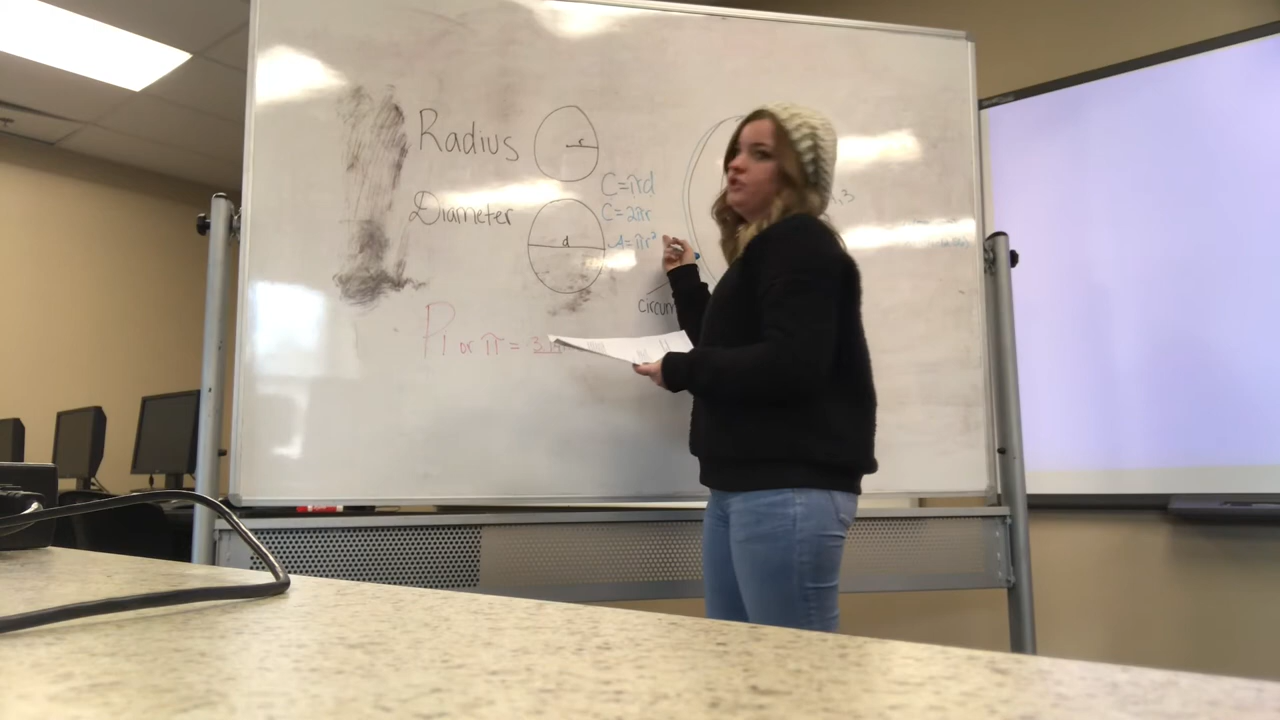 Radius
r
C=πd
C=2πr
Diameter
d
A=πr²
circum
Pi or π = 3.14